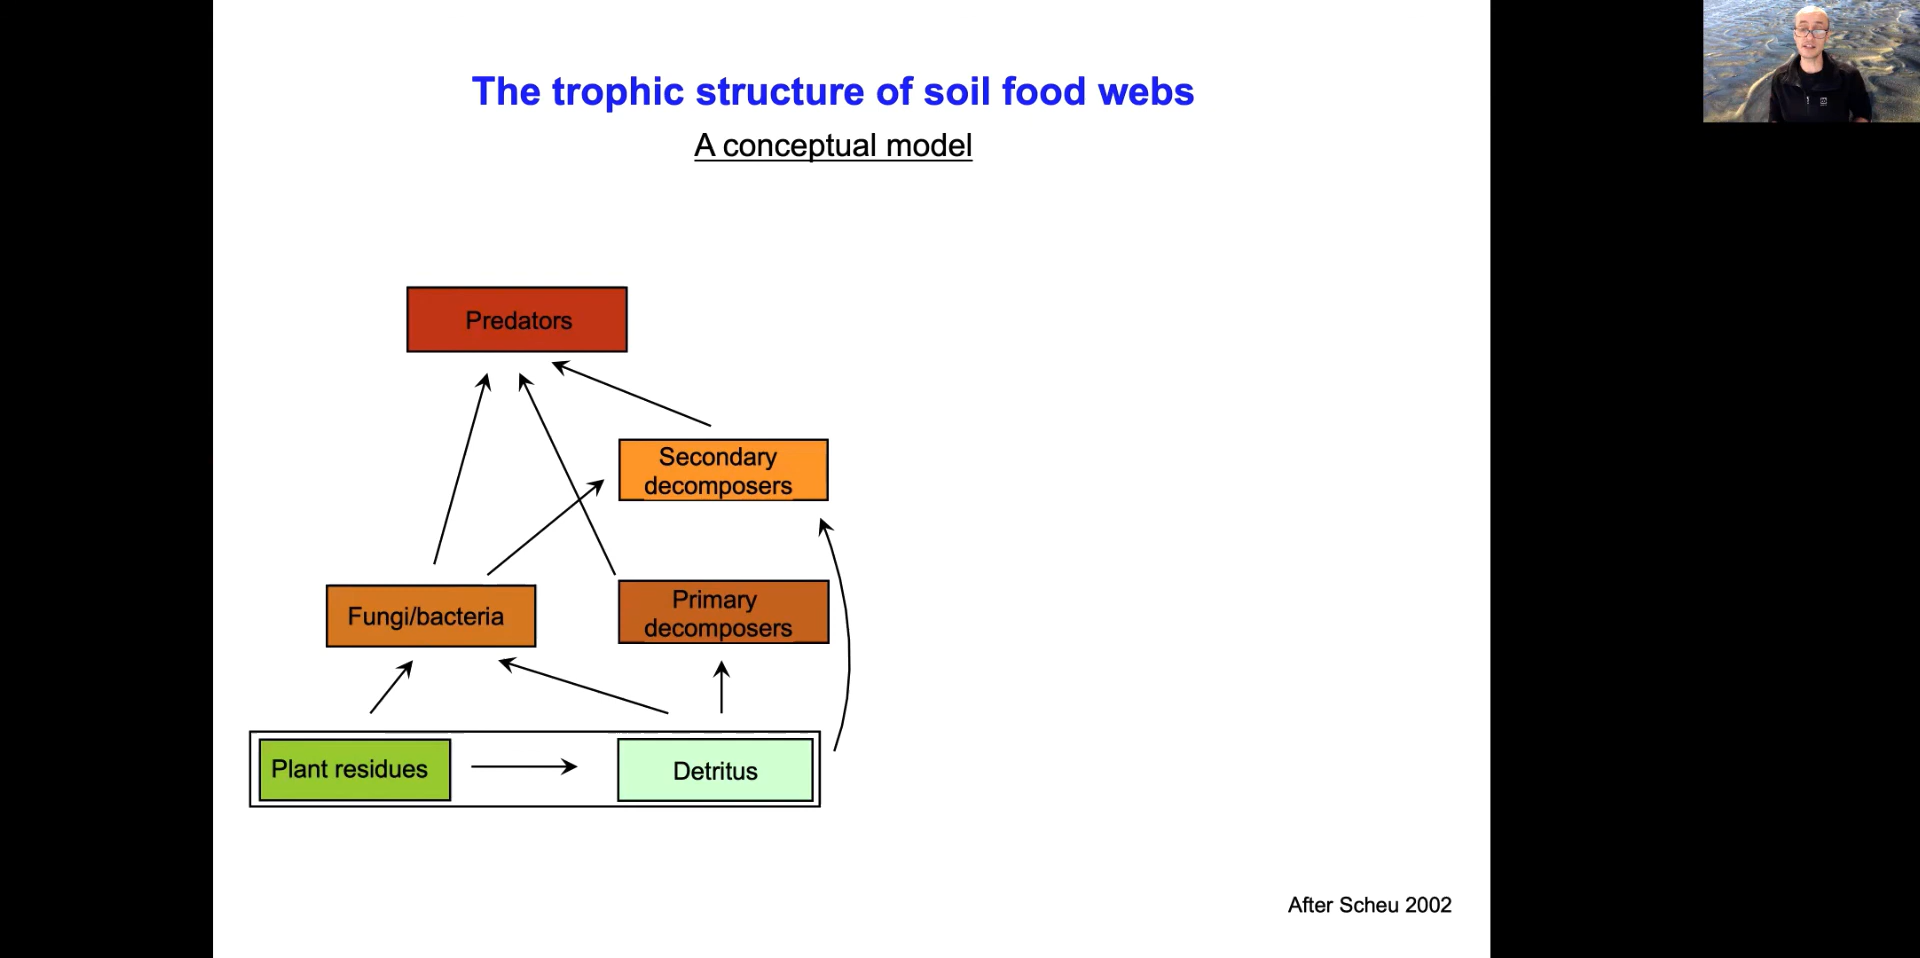 The trophic structure of soil food webs
A conceptual model
Predators
Secondary
decomposers
Fungi/bacteria
Primary
decomposers
Plant residues
Detritus
After Scheu 2002